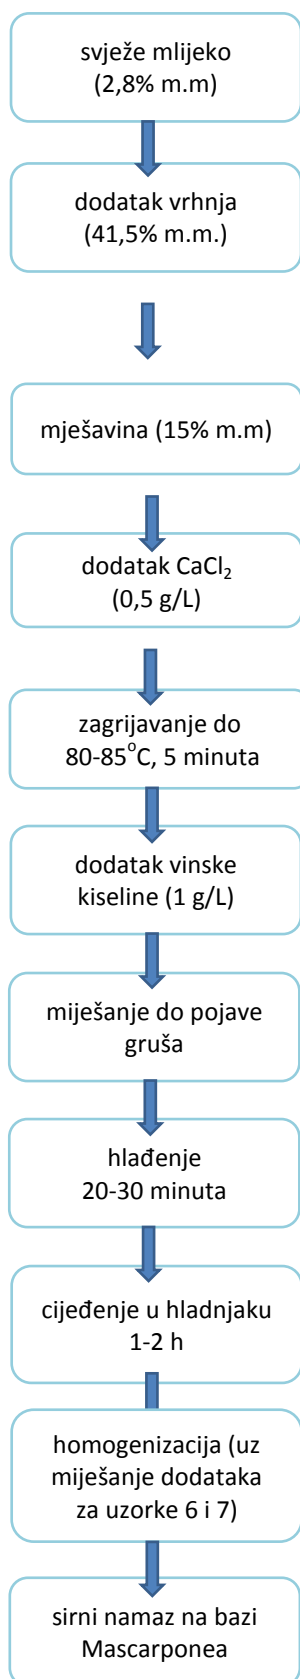 svježe mlijeko
(2,8% m.m)
dodatak vrhnja
(41,5% m.m.)
mješavina (15% m.m)
dodatak CaCl₂
(0,5 g/L)
zagrijavanje do
80-85°C, 5 minuta
dodatak vinske
kiseline (1 g/L)
miješanje do pojave
gruša
hlađenje
20-30 minuta
cijeđenje u hladnjaku
1-2 h
homogenizacija (uz
miješanje dodataka
za uzorke 6 i 7)
sirni namaz na bazi
Mascarponea